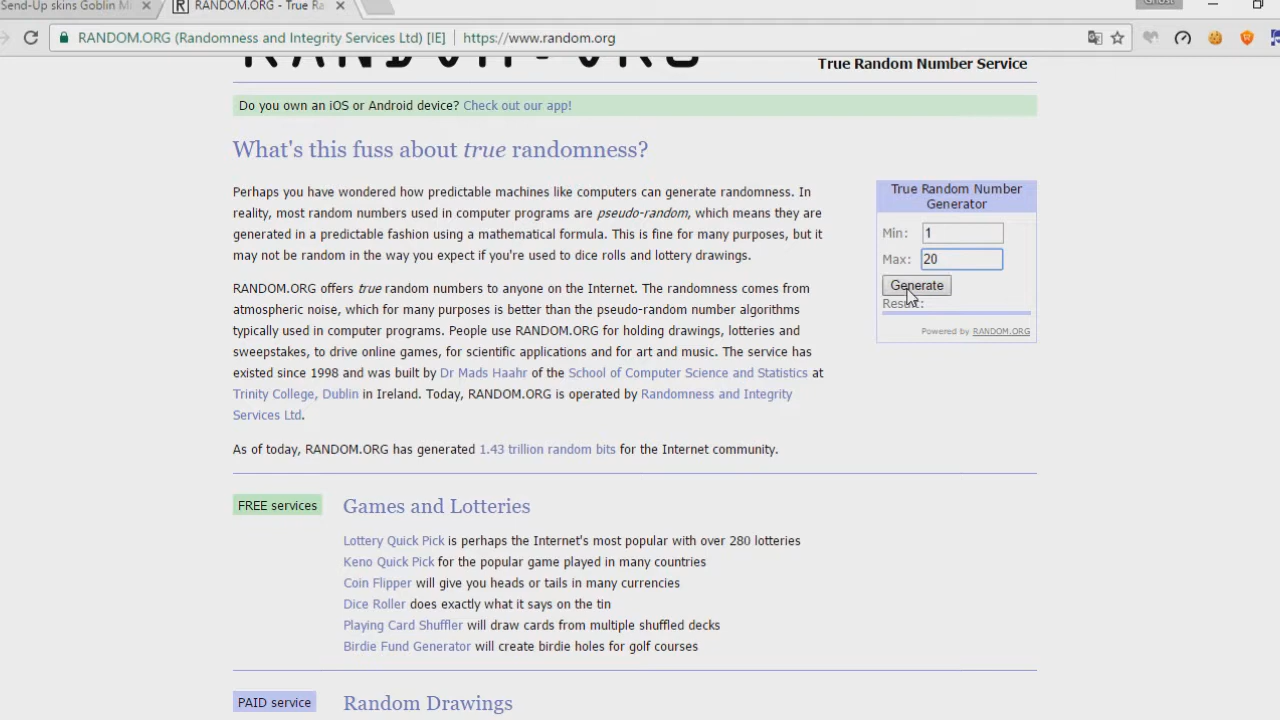 Send-Up skins Goblin M
RANDOM.ORG - True Ra
RANDOM.ORG (Randomness and Integrity Services Ltd) [IE]
https://www.random.org
RANDOM.ORG
True Random Number Service
Do you own an iOS or Android device? Check out our app!
What's this fuss about true randomness?
Perhaps you have wondered how predictable machines like computers can generate randomness. In
reality, most random numbers used in computer programs are pseudo-random, which means they are
generated in a predictable fashion using a mathematical formula. This is fine for many purposes, but it
may not be random in the way you expect if you're used to dice rolls and lottery drawings.
RANDOM.ORG offers true random numbers to anyone on the Internet. The randomness comes from
atmospheric noise, which for many purposes is better than the pseudo-random number algorithms
typically used in computer programs. People use RANDOM.ORG for holding drawings, lotteries and
sweepstakes, to drive online games, for scientific applications and for art and music. The service has
existed since 1998 and was built by Dr Mads Haahr of the School of Computer Science and Statistics at
Trinity College, Dublin in Ireland. Today, RANDOM.ORG is operated by Randomness and Integrity
Services Ltd.
As of today, RANDOM.ORG has generated 1.43 trillion random bits for the Internet community.
True Random Number
Generator
Min: 1
Max: 20
Generate
Result:
Powered by RANDOM.ORG
FREE services
Games and Lotteries
Lottery Quick Pick is perhaps the Internet's most popular with over 280 lotteries
Keno Quick Pick for the popular game played in many countries
Coin Flipper will give you heads or tails in many currencies
Dice Roller does exactly what it says on the tin
Playing Card Shuffler will draw cards from multiple shuffled decks
Birdie Fund Generator will create birdie holes for golf courses
PAID service
Random Drawings